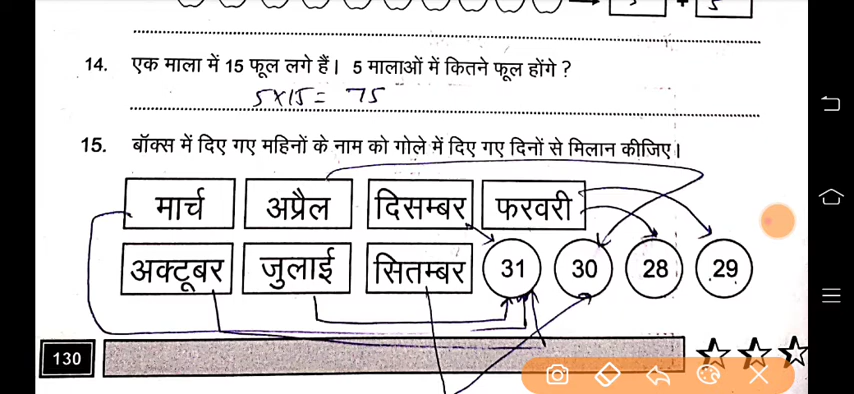 14. एक माला में 15 फूल लगे हैं। 5 मालाओं में कितने फूल होंगे ?
5×15= 75
15. बॉक्स में दिए गए महिनों के नाम को गोले में दिए गए दिनों से मिलान कीजिए।
मार्च अप्रैल दिसम्बर फरवरी
अक्टूबर जुलाई सितम्बर 31 30 28 29
130